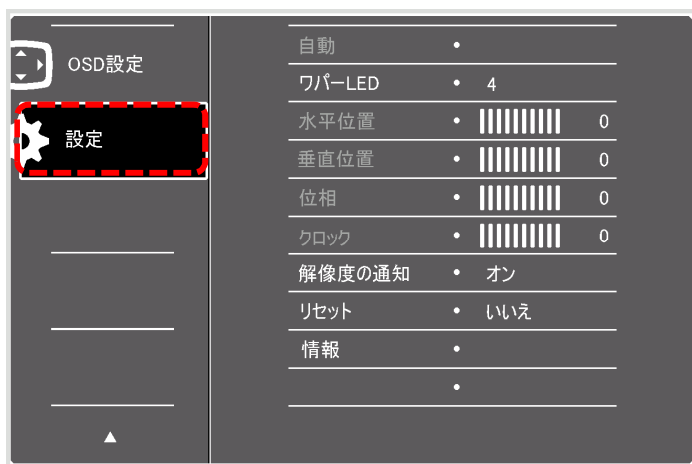 OSD設定
設定
自動
ワパーLED 4
水平位置 0
垂直位置 0
位相 0
クロック 0
解像度の通知 オン
リセット いいえ
情報